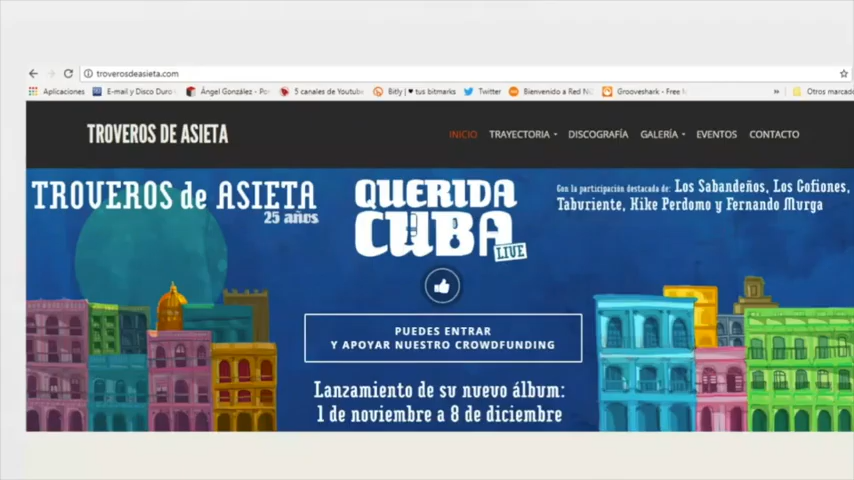 troverosdeasieta.com
Aplicaciones E-mail y Disco Duro Ángel González - Po 5 canales de Youtube Bitly | ♥ tus bitmarks Twitter Bienvenido a Red N Grooveshark - Free » Otros marcado
TROVEROS DE ASIETA
INICIO TRAYECTORIA DISCOGRAFÍA GALERÍA EVENTOS CONTACTO
TROVEROS de ASIETA
25 años
QUERIDA
CUBA
LIVE
Con la participación destacada de: Los Sabandeños, Los Gofiones,
Taburiente, Kike Perdomo y Fernando Murga
PUEDES ENTRAR
Y APOYAR NUESTRO CROWDFUNDING
Lanzamiento de su nuevo álbum:
1 de noviembre a 8 de diciembre